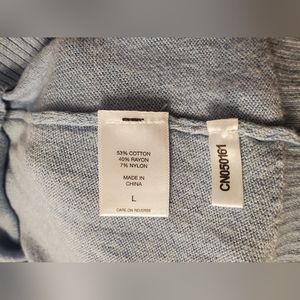 53% COTTON
40% RAYON
7% NYLON
MADE IN
CHINA
L
CARE ON REVERSE
CN050161